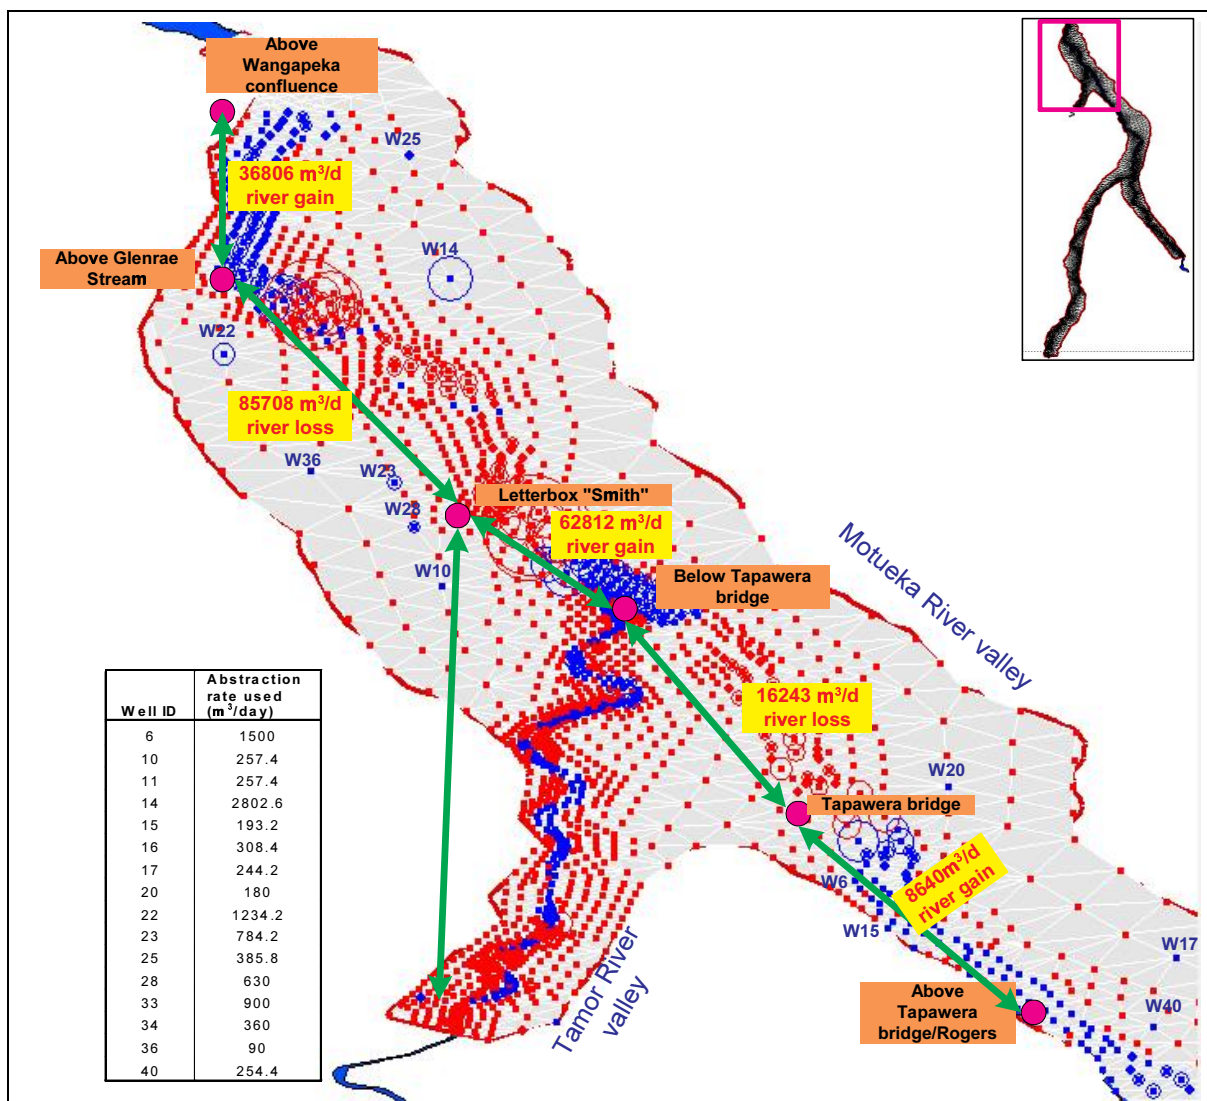 Above
Wangapeka
confluence
W25
36806 m³/d
river gain
W14
Above Glenrae
Stream
W22
85708 m³/d
river loss
W36
W23
W28
Letterbox "Smith"
62812 m³/d
river gain
W10
Below Tapawera
bridge
Motueka River valley
16243 m³/d
river loss
W20
Tapawera bridge
W6
8640m³/d
river gain
W15
W17
Tamor River
valley
Above
Tapawera
bridge/Rogers
W40
Well ID Abstraction
rate used
(m³/day)
6 1500
10 257.4
11 257.4
14 2802.6
15 193.2
16 308.4
17 244.2
20 180
22 1234.2
23 784.2
25 385.8
28 630
33 900
34 360
36 90
40 254.4